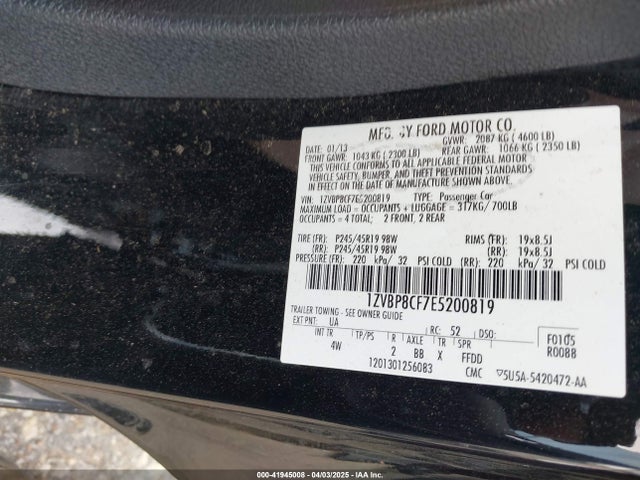 MFD. BY FORD MOTOR CO.
DATE: 01/13 GVWR: 2087 KG ( 4600 LB)
FRONT GAWR: 1043 KG ( 2300 LB) REAR GAWR: 1066 KG ( 2350 LB)
THIS VEHICLE CONFORMS TO ALL APPLICABLE FEDERAL MOTOR
VEHICLE SAFETY, BUMPER, AND THEFT PREVENTION STANDARDS
IN EFFECT ON THE DATE OF MANUFACTURE SHOWN ABOVE.
VIN: 1ZVBP8CF7E5200819 TYPE: Passenger Car
MAXIMUM LOAD = OCCUPANTS + LUGGAGE = 317KG/ 700LB
OCCUPANTS = 4 TOTAL; 2 FRONT, 2 REAR
TIRE (FR): P245/45R19 98W RIMS (FR): 19x8.5J
(RR): P245/45R19 98W (RR): 19x8.5J
PRESSURE (FR): 220 kPa/ 32 PSI COLD (RR): 220 kPa/ 32 PSI COLD
1ZVBP8CF7E5200819
TRAILER TOWING - SEE OWNER GUIDE
EXT PNT: UA RC: 52 DSO: F0105
INT TR TP/PS R AXLE TR SPR R0088
4W 2 BB X FFDD
1201301256083 CMC ▽5U5A-5420472-AA
000-41945008 - 04/03/2025 - IAA Inc.